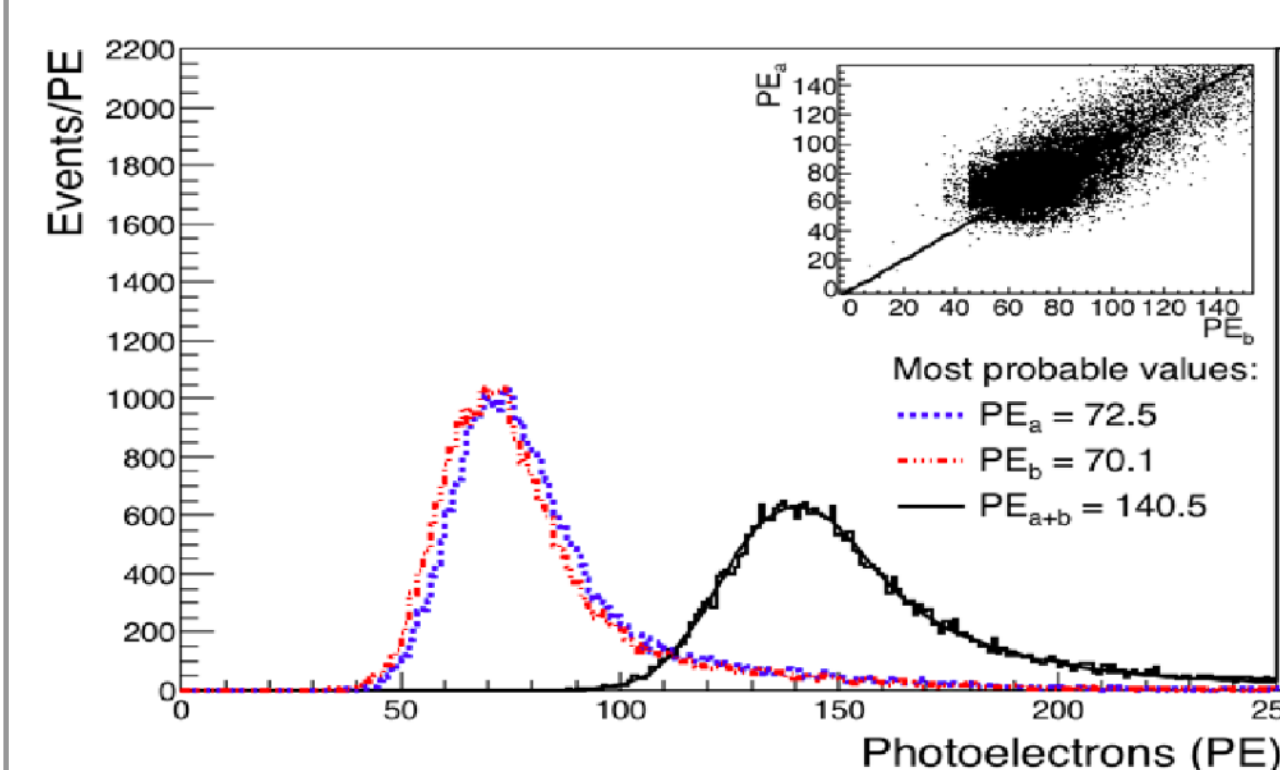 Events/PE
2200
2000
1800
1600
1400
1200
1000
800
600
400
200
0
0 50 100 150 200 25
Photoelectrons (PE)
PEa
140
120
100
80
60
40
20
0
0 20 40 60 80 100 120 140
PEb
Most probable values:
PEa = 72.5
PEb = 70.1
PEa+b = 140.5